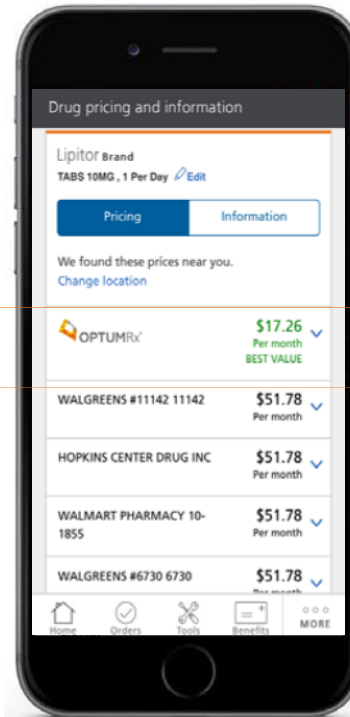 Drug pricing and information
Lipitor Brand
TABS 10MG , 1 Per Day Edit
Pricing Information
We found these prices near you.
Change location
OPTUMRx® $17.26
Per month
BEST VALUE
WALGREENS #11142 11142 $51.78
Per month
HOPKINS CENTER DRUG INC $51.78
Per month
WALMART PHARMACY 10-
1855
$51.78
Per month
WALGREENS #6730 6730 $51.78
Per month
Home Orders Tools Benefits MORE